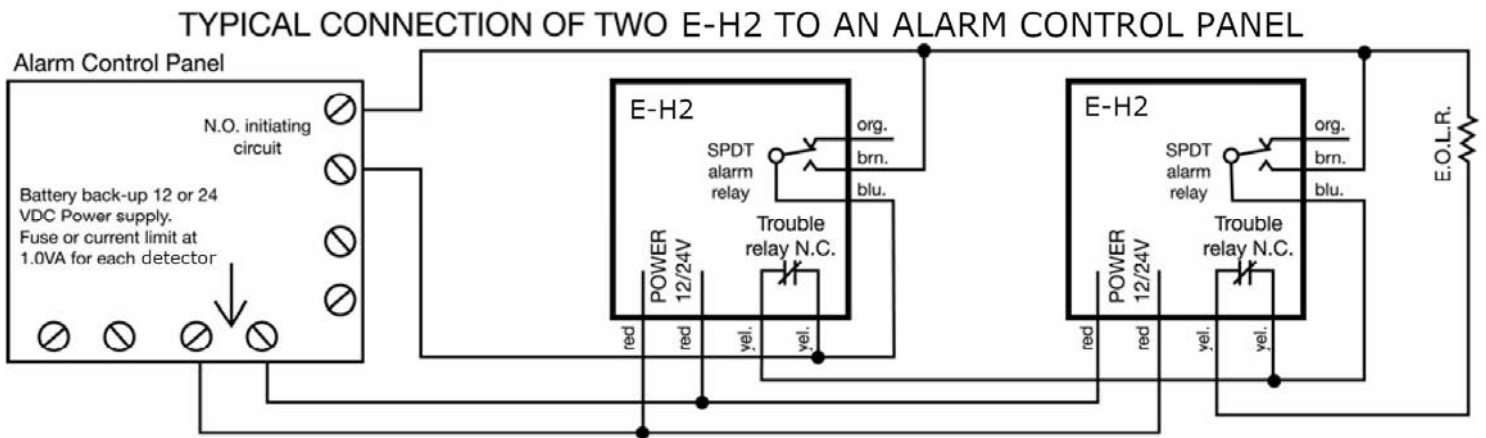 TYPICAL CONNECTION OF TWO E-H2 TO AN ALARM CONTROL PANEL
Alarm Control Panel
N.O. initiating
circuit
Battery back-up 12 or 24
VDC Power supply.
Fuse or current limit at
1.0VA for each detector
E-H2
SPDT
alarm
relay
org.
brn.
blu.
Trouble
relay N.C.
POWER
12/24V
red
red
yel.
yel.
E-H2
SPDT
alarm
relay
org.
brn.
blu.
Trouble
relay N.C.
POWER
12/24V
red
red
yel.
yel.
E.O.L.R.